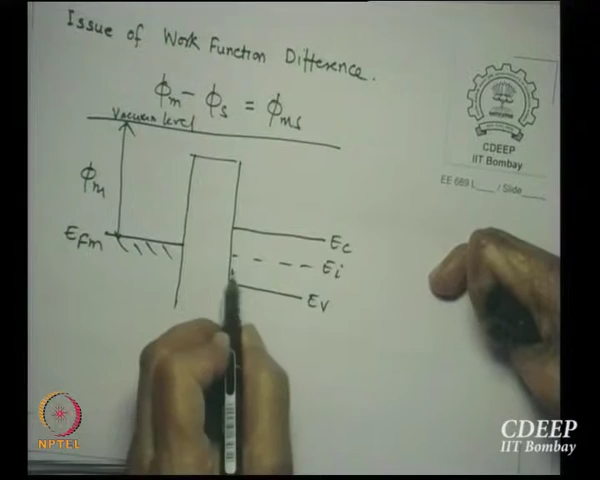 Issue of Work Function Difference.
ϕm − ϕs = ϕms
Vacuum level
ϕm
EFm
Ec
Ei
Ev
CDEEP
IIT Bombay
EE 669 L___ / Slide___
NPTEL
CDEEP
IIT Bombay